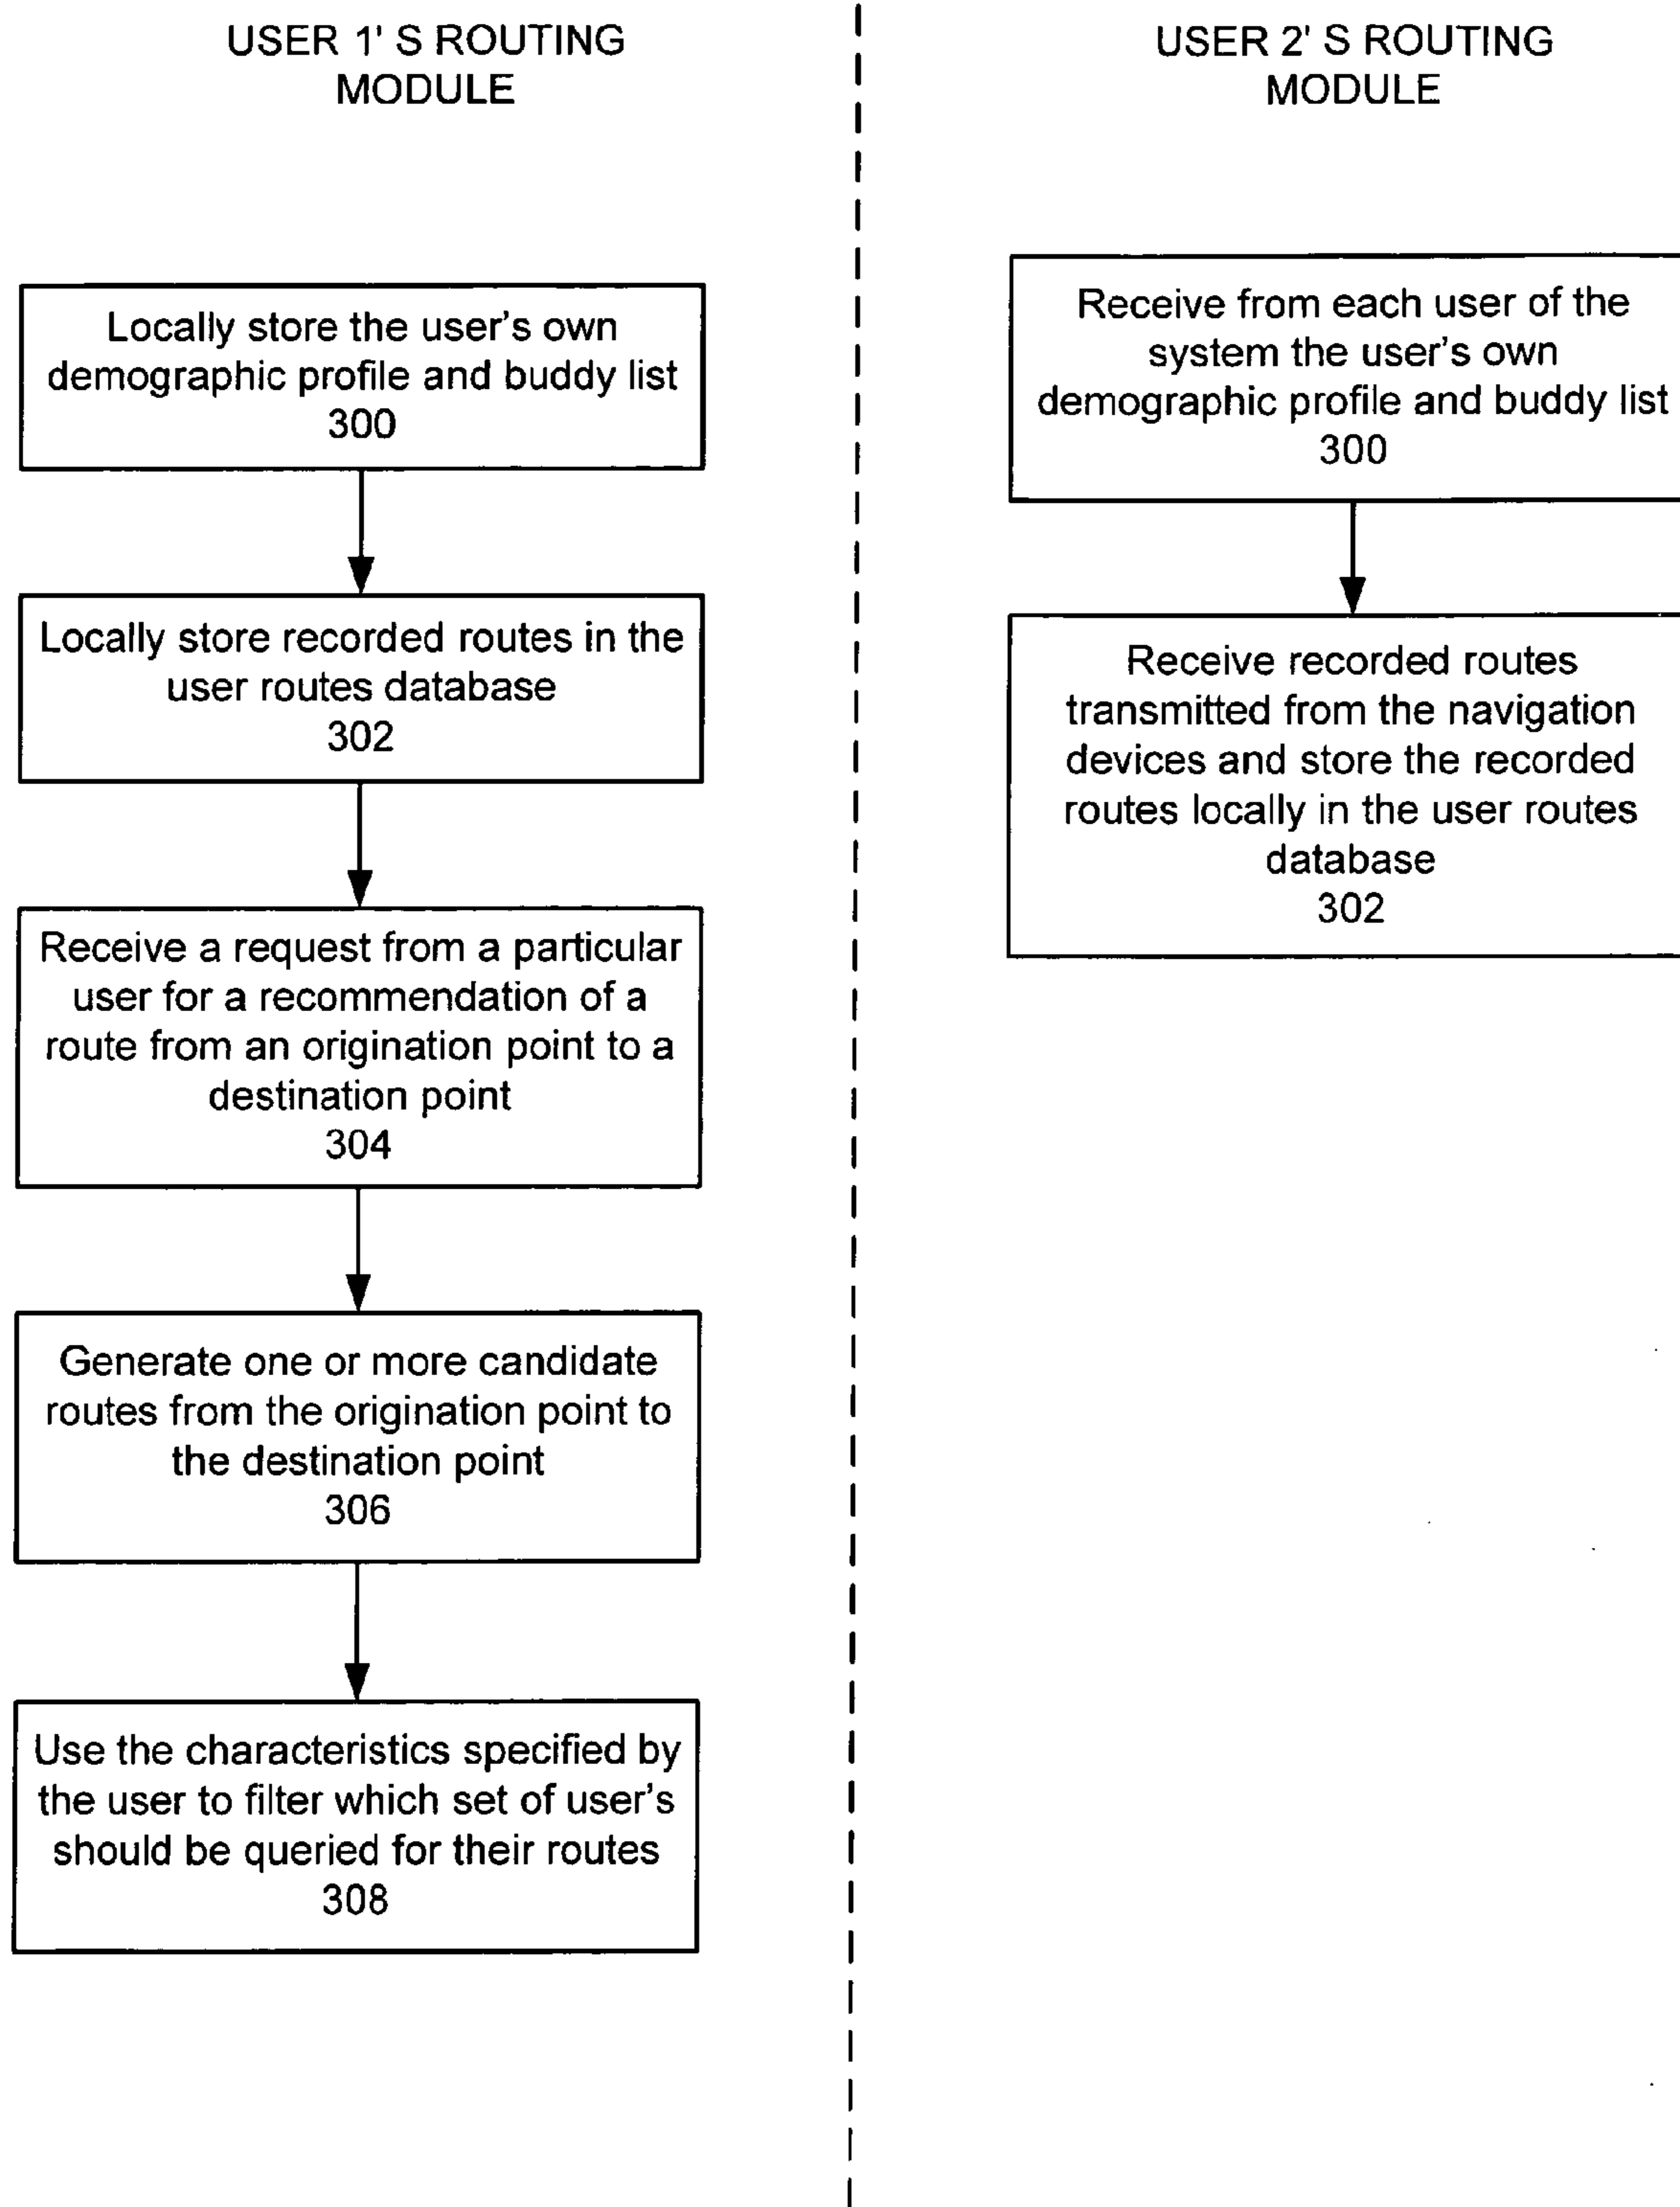 USER 1' S ROUTING
MODULE
Locally store the user's own
demographic profile and buddy list
300
Locally store recorded routes in the
user routes database
302
Receive a request from a particular
user for a recommendation of a
route from an origination point to a
destination point
304
Generate one or more candidate
routes from the origination point to
the destination point
306
Use the characteristics specified by
the user to filter which set of user's
should be queried for their routes
308
USER 2' S ROUTING
MODULE
Receive from each user of the
system the user's own
demographic profile and buddy list
300
Receive recorded routes
transmitted from the navigation
devices and store the recorded
routes locally in the user routes
database
302